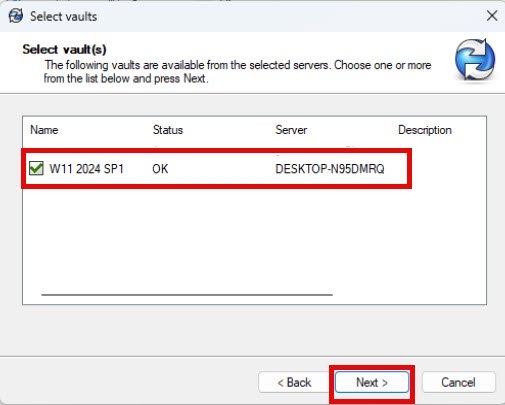 Select vaults
Select vault(s)
The following vaults are available from the selected servers. Choose one or more
from the list below and press Next.
Name Status Server Description
W11 2024 SP1 OK DESKTOP-N95DMRQ
< Back Next > Cancel